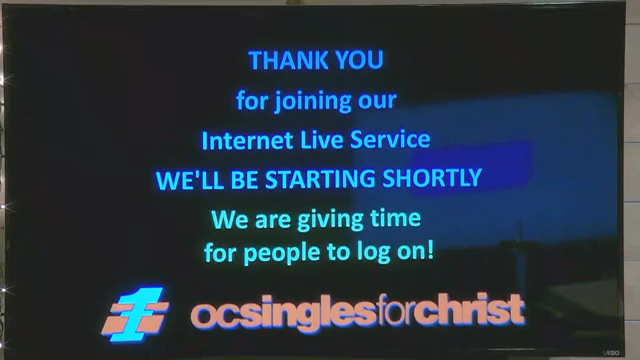 THANK YOU
for joining our
Internet Live Service
WE'LL BE STARTING SHORTLY
We are giving time
for people to log on!
ocsinglesforchrist
VIZIO